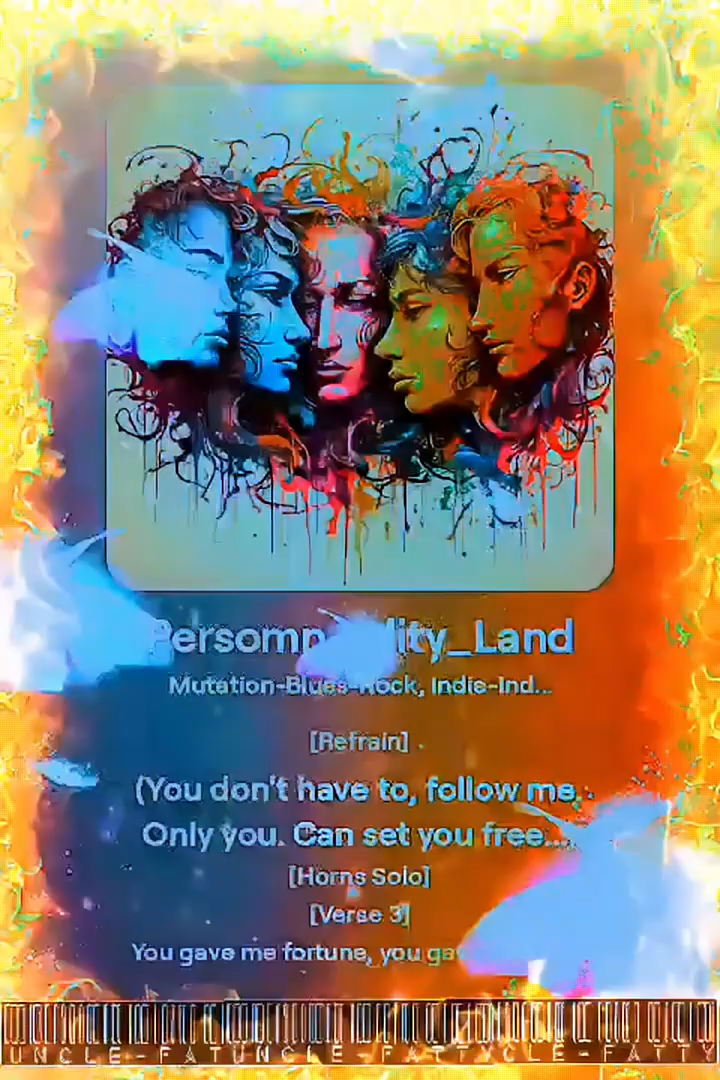 Mutation-Blues-Rock, Indie-Ind...
[Refrain]
(You don't have to, follow me,
Only you. Can set you free...
[Horns Solo]
[Verse 3]
You gave me fortune, you
UNCLE-FATUNCLE-FATTYCLE-FATTY